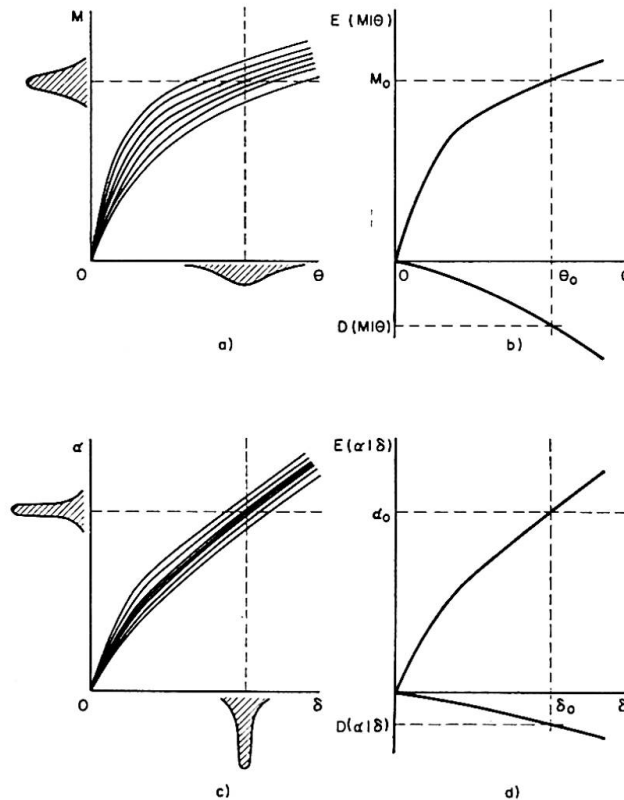 M
O
θ
a)
E (M|θ)
M₀
O
θ₀
θ
D (M|θ)
b)
α
O
δ
c)
E (α|δ)
α₀
δ₀
δ
D(α|δ)
d)